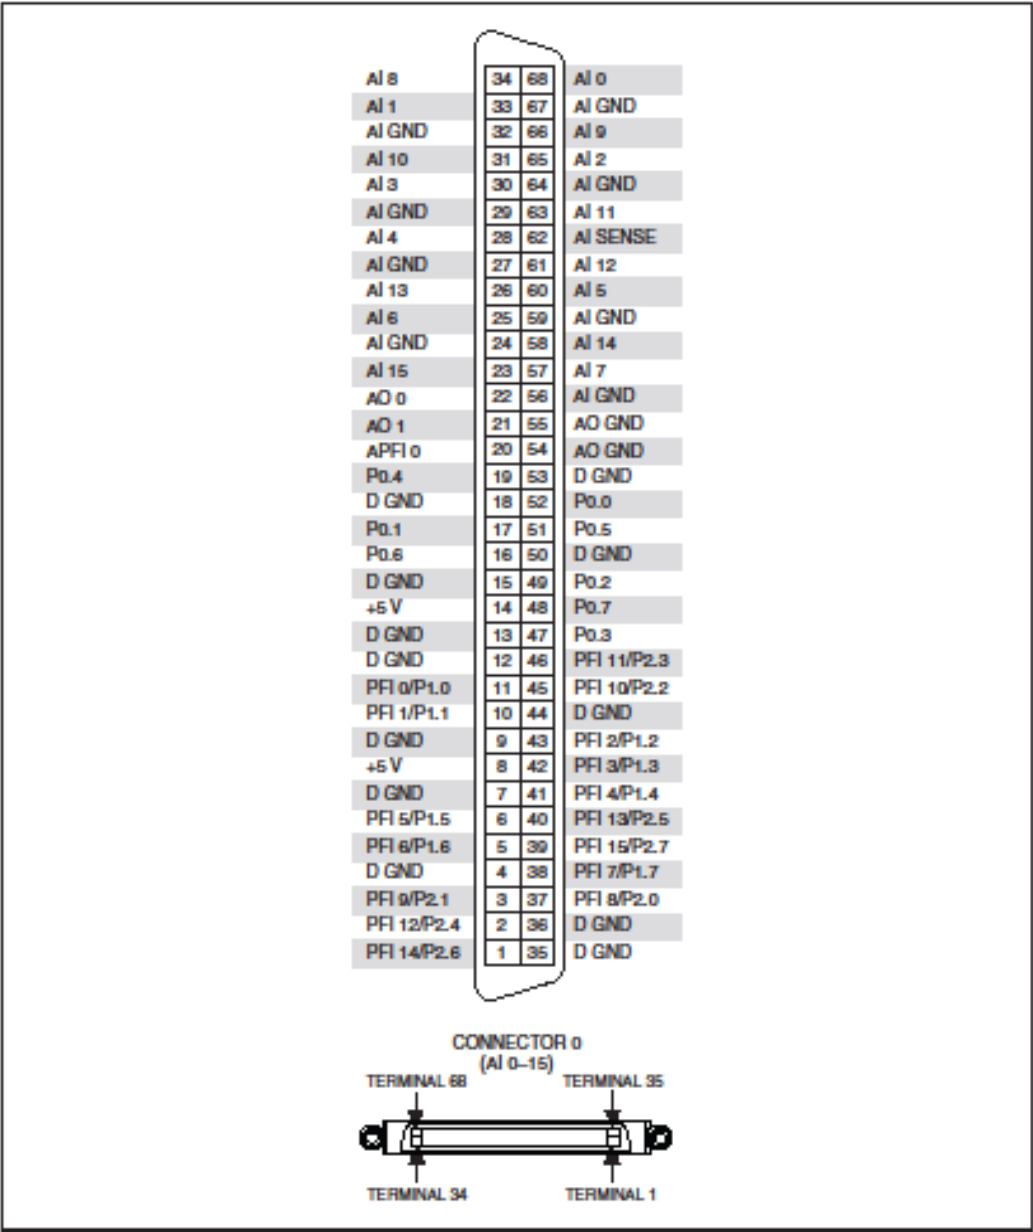 AI 8 34 68 AI 0
AI 1 33 67 AI GND
AI GND 32 66 AI 9
AI 10 31 65 AI 2
AI 3 30 64 AI GND
AI GND 29 63 AI 11
AI 4 28 62 AI SENSE
AI GND 27 61 AI 12
AI 13 26 60 AI 5
AI 6 25 59 AI GND
AI GND 24 58 AI 14
AI 15 23 57 AI 7
AO 0 22 56 AI GND
AO 1 21 55 AO GND
APFI 0 20 54 AO GND
P0.4 19 53 D GND
D GND 18 52 P0.0
P0.1 17 51 P0.5
P0.6 16 50 D GND
D GND 15 49 P0.2
+5 V 14 48 P0.7
D GND 13 47 P0.3
D GND 12 46 PFI 11/P2.3
PFI 0/P1.0 11 45 PFI 10/P2.2
PFI 1/P1.1 10 44 D GND
D GND 9 43 PFI 2/P1.2
+5 V 8 42 PFI 3/P1.3
D GND 7 41 PFI 4/P1.4
PFI 5/P1.5 6 40 PFI 13/P2.5
PFI 6/P1.6 5 39 PFI 15/P2.7
D GND 4 38 PFI 7/P1.7
PFI 9/P2.1 3 37 PFI 8/P2.0
PFI 12/P2.4 2 36 D GND
PFI 14/P2.6 1 35 D GND
CONNECTOR 0
(AI 0–15)
TERMINAL 68 TERMINAL 35
TERMINAL 34 TERMINAL 1